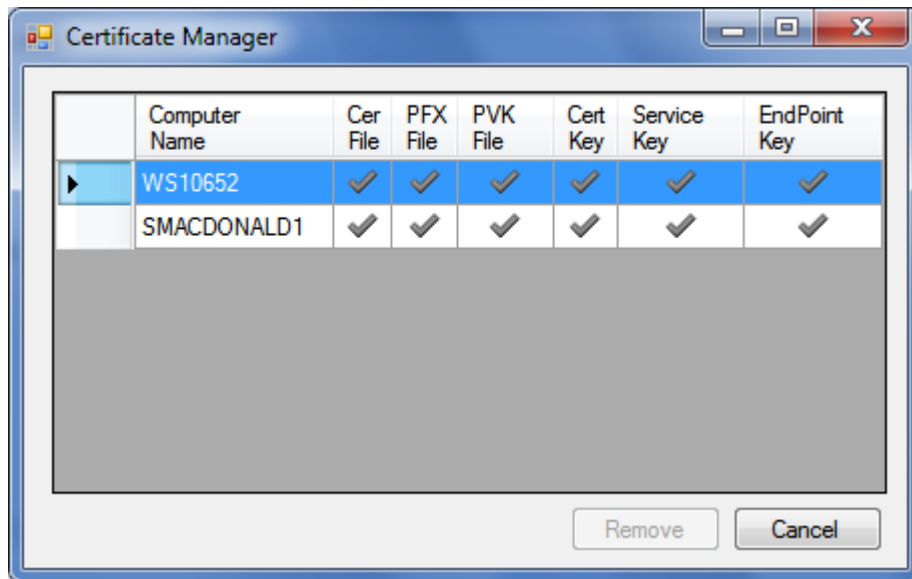 Certificate Manager
Computer Name Cer File PFX File PVK File Cert Key Service Key EndPoint Key
WS10652
SMACDONALD1
Remove Cancel